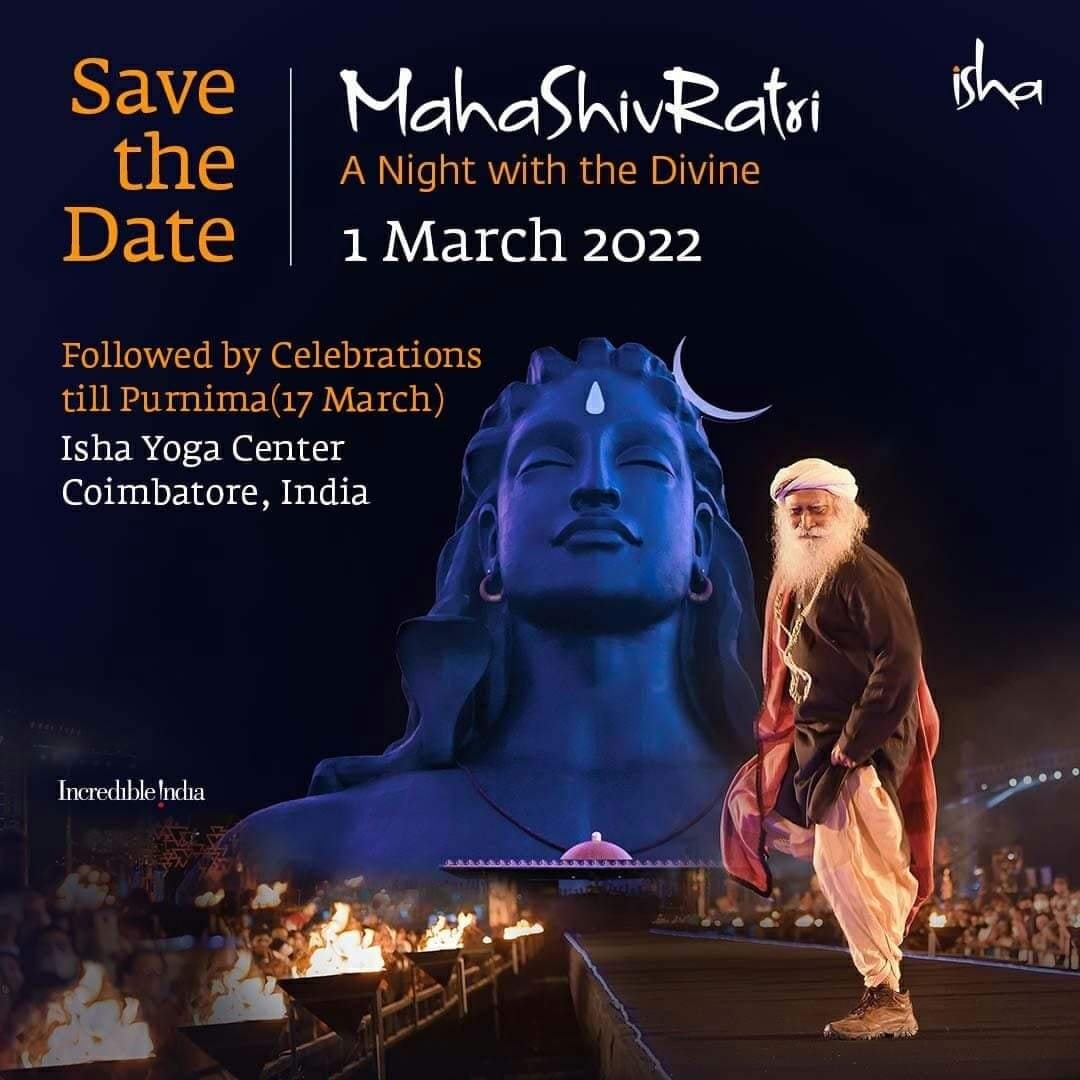 Save
the
Date
MahaShivRatri
A Night with the Divine
1 March 2022
isha
Followed by Celebrations
till Purnima(17 March)
Isha Yoga Center
Coimbatore, India
Incredible !ndia